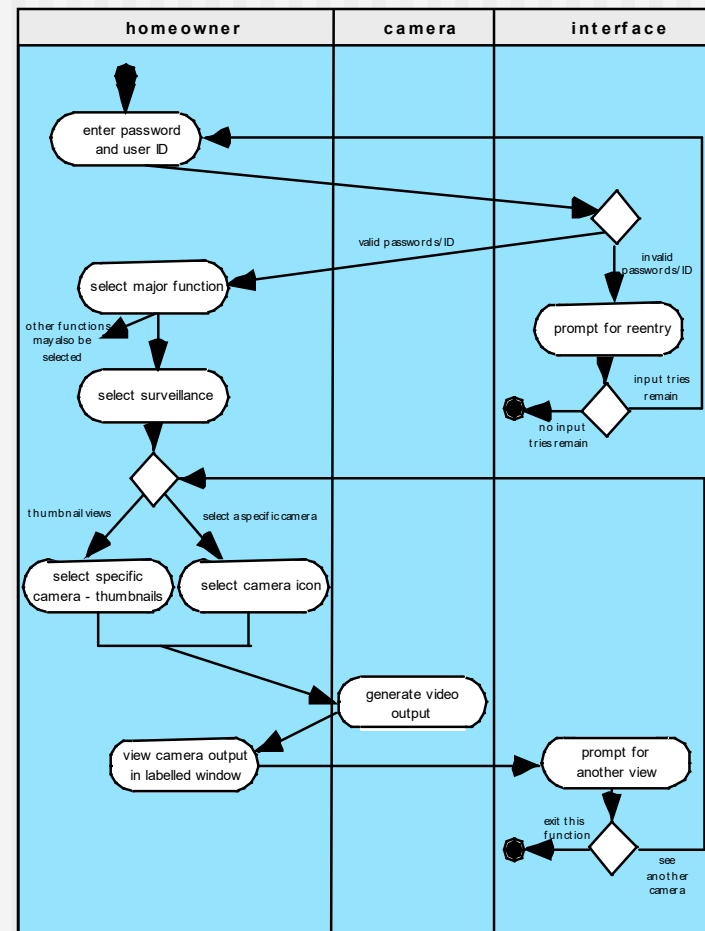 homeowner
camera
interface
enter password
and user ID
valid passwords/ID
invalid
passwords/ID
select major function
other functions
may also be
selected
prompt for reentry
select surveillance
input tries
remain
no input
tries remain
thumbnail views
select a specific camera
select specific
camera - thumbnails
select camera icon
generate video
output
view camera output
in labelled window
prompt for
another view
exit this
function
see
another
camera